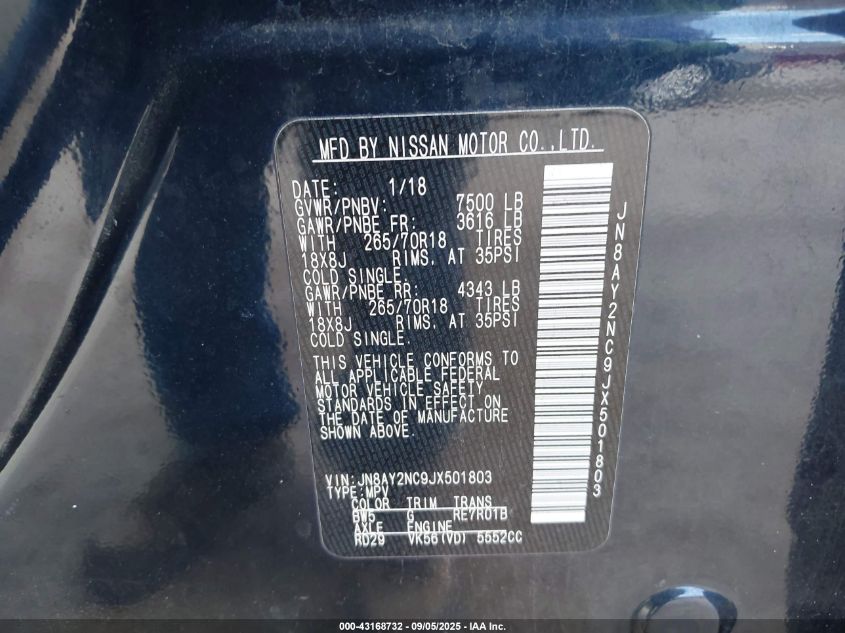 MFD BY NISSAN MOTOR CO.,LTD.
DATE: 1/18
GVWR/PNBV: 7500 LB
GAWR/PNBE FR: 3616 LB
WITH 265/70R18 TIRES
18X8J RIMS, AT 35PSI
COLD SINGLE.
GAWR/PNBE RR: 4343 LB
WITH 265/70R18 TIRES
18X8J RIMS, AT 35PSI
COLD SINGLE.
THIS VEHICLE CONFORMS TO
ALL APPLICABLE FEDERAL
MOTOR VEHICLE SAFETY
STANDARDS IN EFFECT ON
THE DATE OF MANUFACTURE
SHOWN ABOVE.
VIN:JN8AY2NC9JX501803
TYPE:MPV
COLOR TRIM TRANS
BW5 G RE7R01B
AXLE ENGINE
RD29 VK56(VD) 5552CC
JN8AY2NC9JX501803
000-43168732 - 09/05/2025 - IAA Inc.